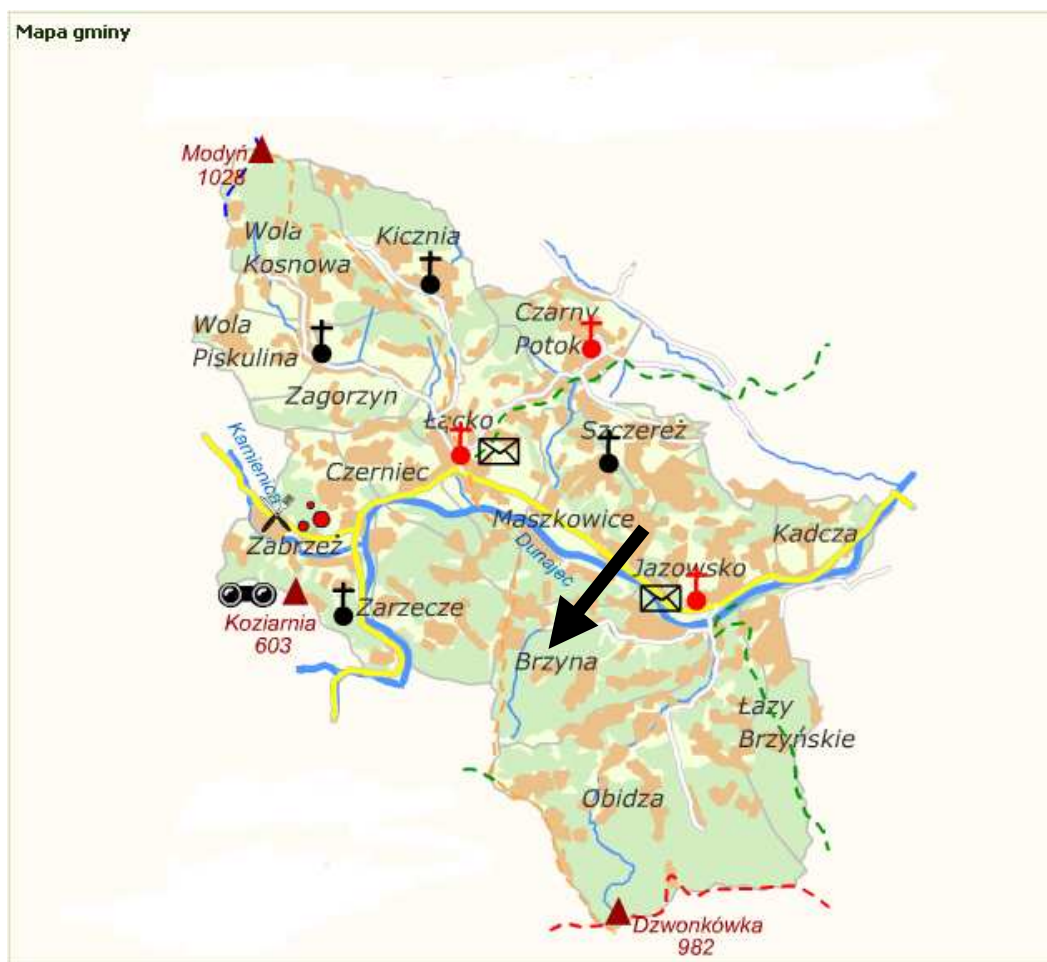 Mapa gminy
Modyń
1028
Wola
Kosnowa
Kicznia
Czarny
Potok
Wola
Piskulina
Zagorzyn
Łącko
Szczereż
Kamienica
Czerniec
Maszkowice
Kadcza
Zabrzeż
Dunajec
Jazowsko
Zarzecze
Koziarnia
603
Brzyna
Łazy
Brzyńskie
Obidza
Dzwonkówka
982